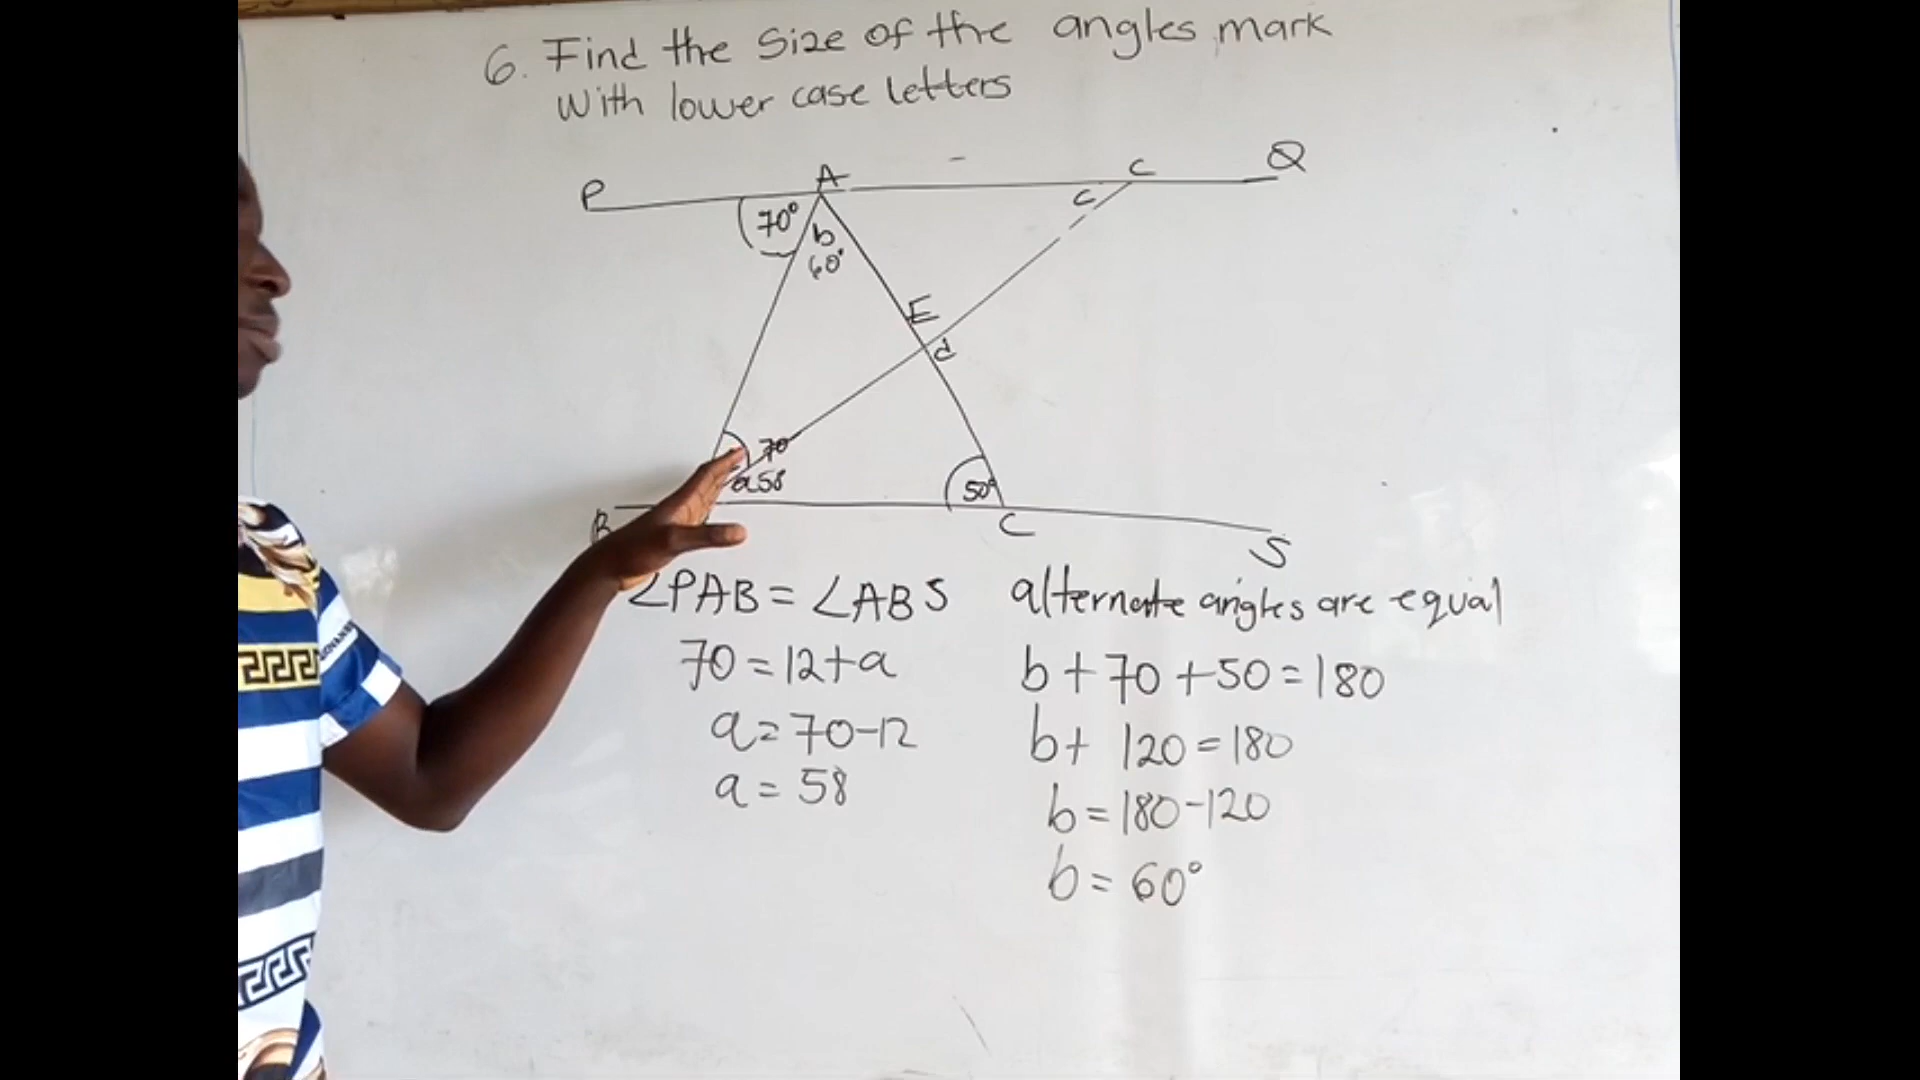 6. Find the Size of the angles mark
With lower case letters
P A C Q
c
70°
b
60°
E
d
70
a 58
50°
B C S
∠PAB = ∠ABS alternate angles are equal
70 = 12 + a b + 70 + 50 = 180
a = 70 - 12 b + 120 = 180
a = 58 b = 180 - 120
b = 60°